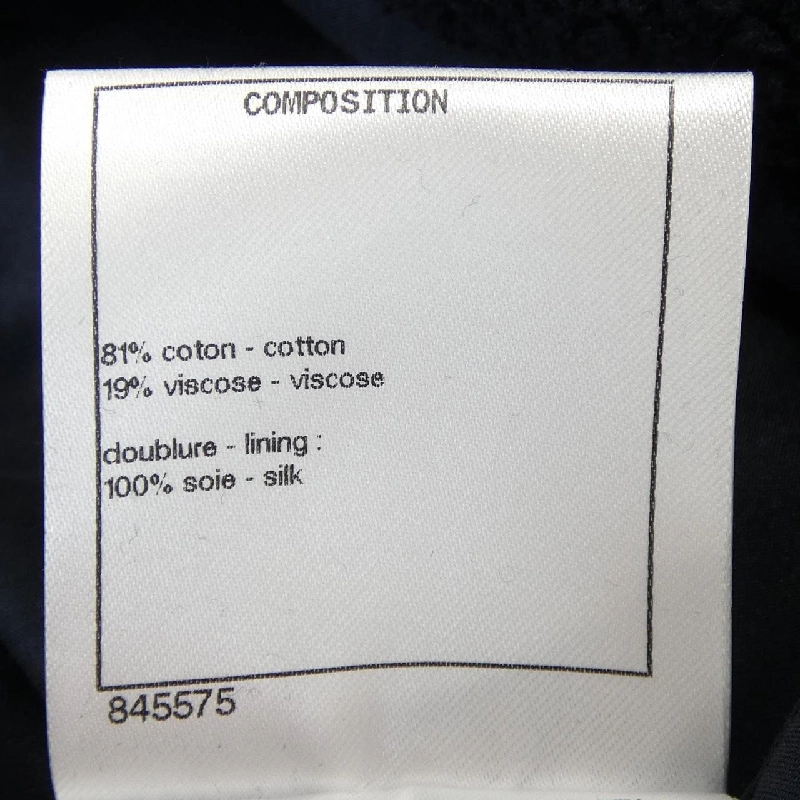 COMPOSITION
81% coton - cotton
19% viscose - viscose
doublure - lining :
100% soie - silk
845575